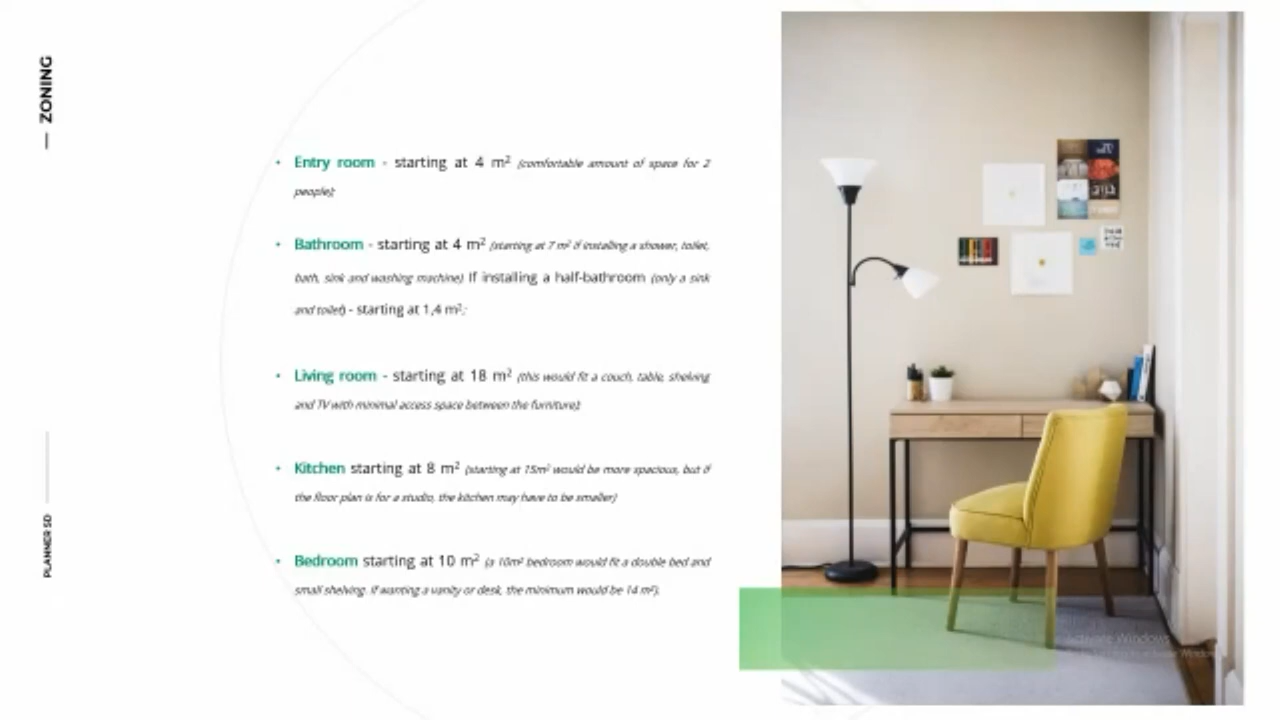 — ZONING
PLANNER 5D
• Entry room - starting at 4 m² (comfortable amount of space for 2
people);
• Bathroom - starting at 4 m² (starting at 7 m² if installing a shower, toilet,
bath, sink and washing machine) If installing a half-bathroom (only a sink
and toilet) - starting at 1,4 m²;
• Living room - starting at 18 m² (this would fit a couch, table, shelving
and TV with minimal access space between the furniture);
• Kitchen starting at 8 m² (starting at 15m² would be more spacious, but if
the floor plan is for a studio, the kitchen may have to be smaller)
• Bedroom starting at 10 m² (a 10m² bedroom would fit a double bed and
small shelving. If wanting a vanity or desk, the minimum would be 14 m²).
Activate Windows